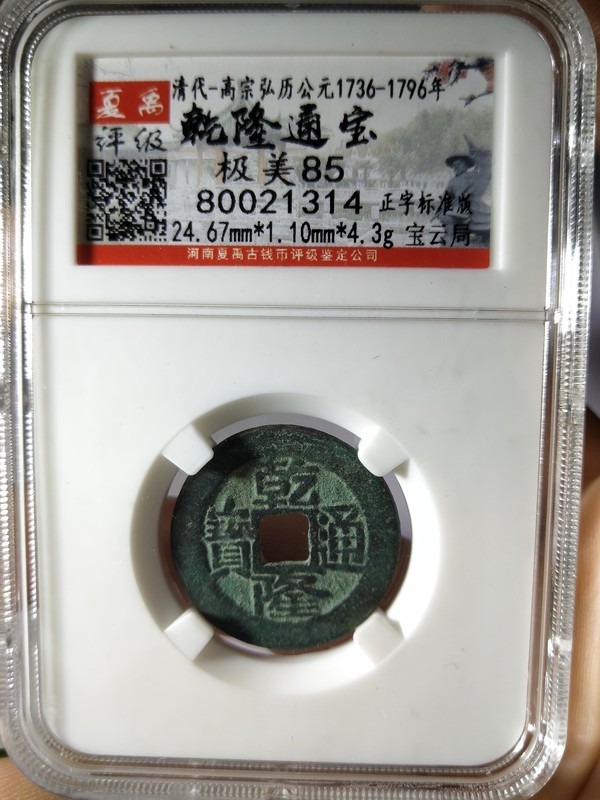 清代-高宗弘历公元1736-1796年
夏禹
评级
乾隆通宝
极美85
80021314 正字标准版
24.67mm*1.10mm*4.3g 宝云局
河南夏禹古钱币评级鉴定公司
乾
隆
通
寶